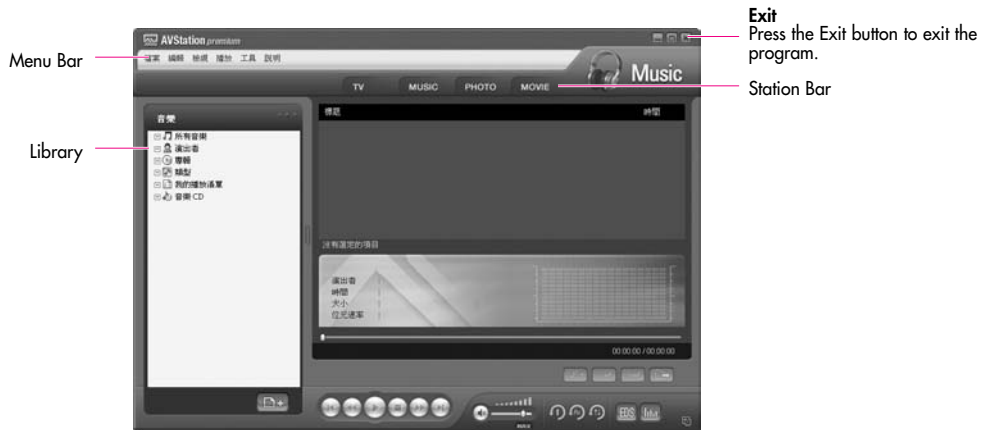 Exit
Press the Exit button to exit the
program.
AVStation premium
Menu Bar
檔案 編輯 檢視 播放 工具 說明
Music
TV MUSIC PHOTO MOVIE
Station Bar
音樂
標題 時間
Library
所有音樂
演出者
專輯
類型
我的播放清單
音樂 CD
沒有選定的項目
演出者
時間
大小
位元速率
00:00:00 / 00:00:00
EDS